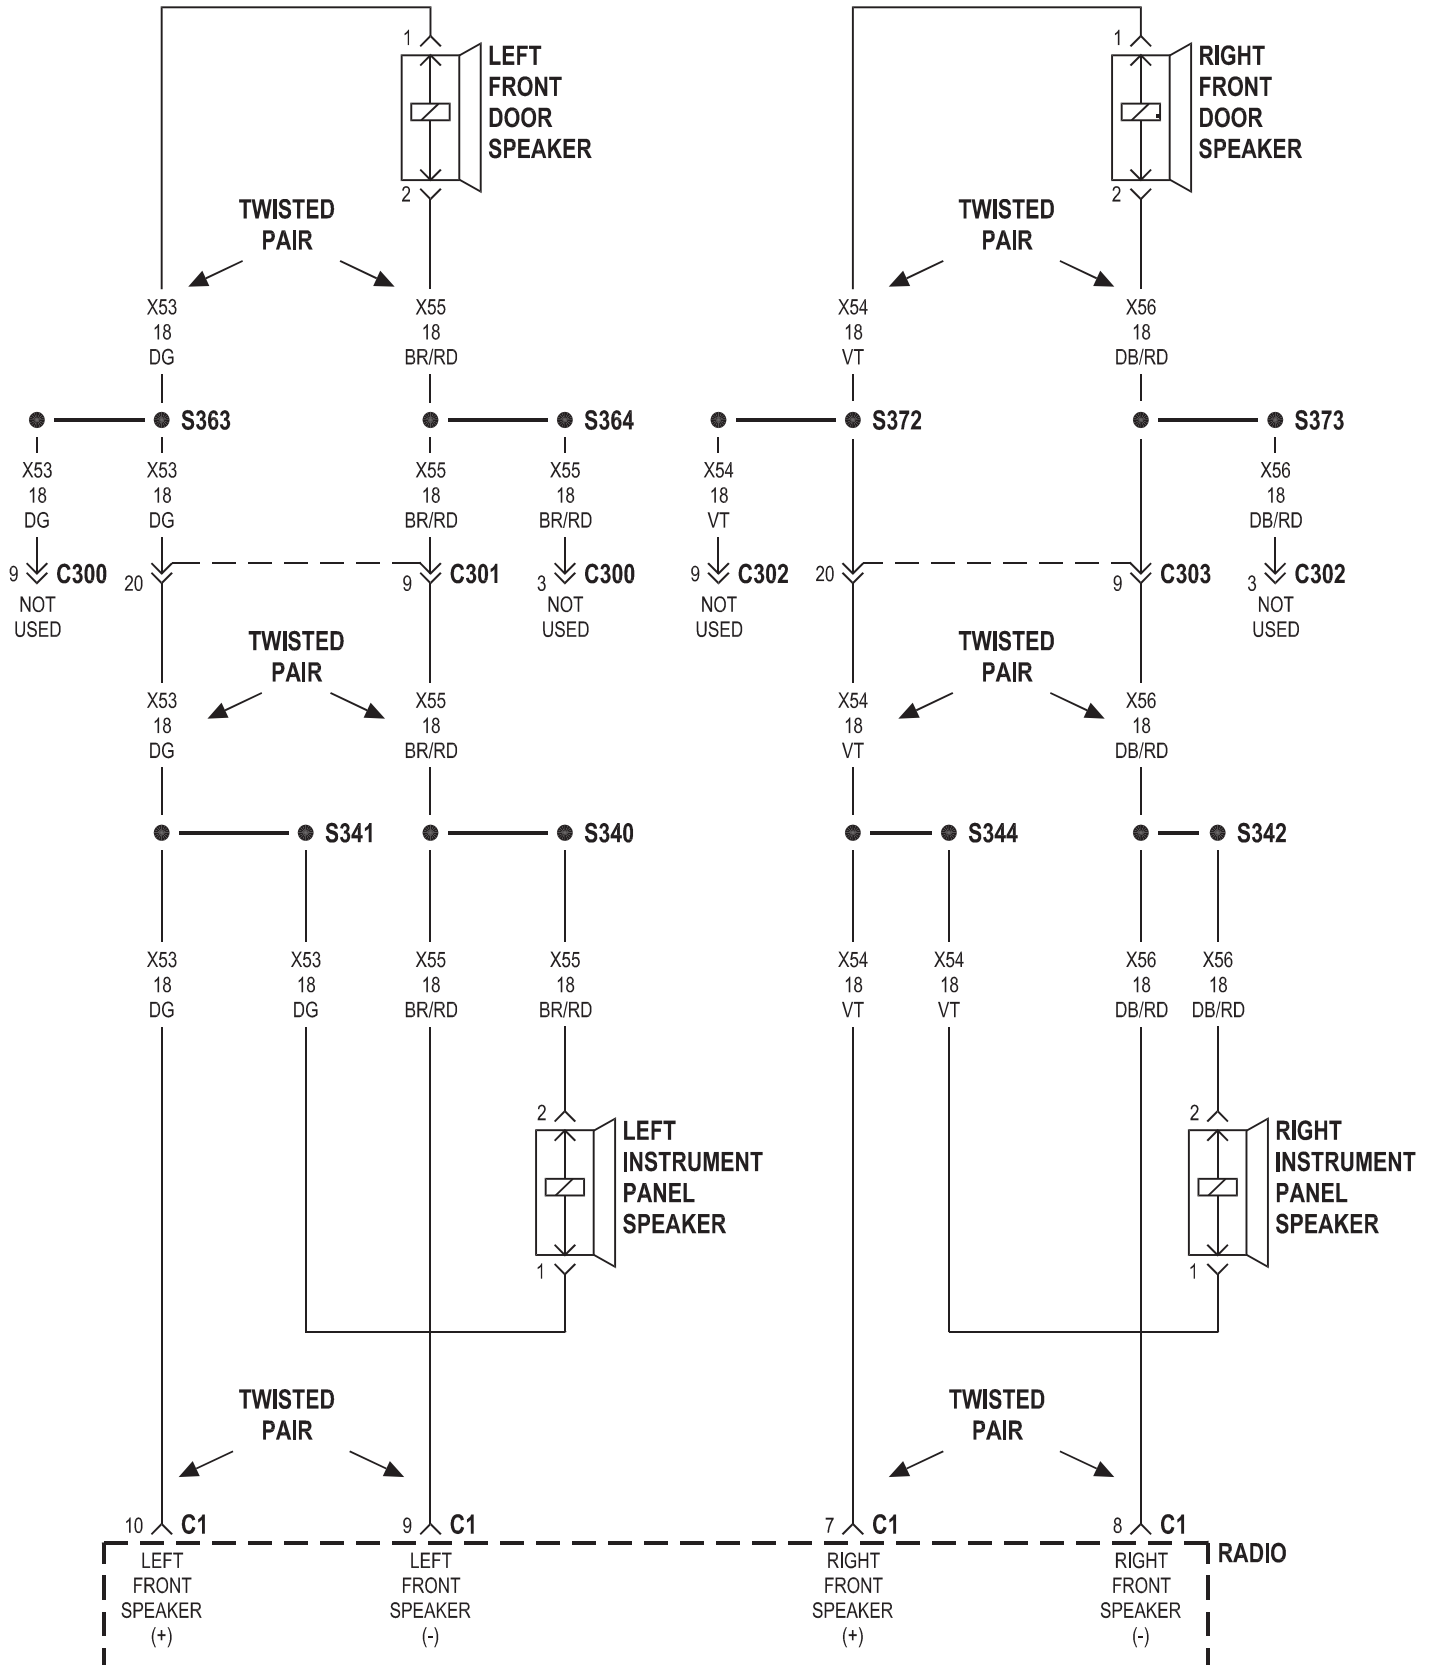 1
LEFT
FRONT
DOOR
SPEAKER
2
1
RIGHT
FRONT
DOOR
SPEAKER
2
TWISTED
PAIR
TWISTED
PAIR
X53
18
DG
X55
18
BR/RD
X54
18
VT
X56
18
DB/RD
S363
S364
S372
S373
X53
18
DG
X53
18
DG
X55
18
BR/RD
X55
18
BR/RD
X54
18
VT
X56
18
DB/RD
9
C300
NOT
USED
20
9
C301
3
C300
NOT
USED
9
C302
NOT
USED
20
9
C303
3
C302
NOT
USED
TWISTED
PAIR
TWISTED
PAIR
X53
18
DG
X55
18
BR/RD
X54
18
VT
X56
18
DB/RD
S341
S340
S344
S342
X53
18
DG
X53
18
DG
X55
18
BR/RD
X55
18
BR/RD
X54
18
VT
X54
18
VT
X56
18
DB/RD
X56
18
DB/RD
2
LEFT
INSTRUMENT
PANEL
SPEAKER
1
2
RIGHT
INSTRUMENT
PANEL
SPEAKER
1
TWISTED
PAIR
TWISTED
PAIR
10
C1
9
C1
7
C1
8
C1
RADIO
LEFT
FRONT
SPEAKER
(+)
LEFT
FRONT
SPEAKER
(-)
RIGHT
FRONT
SPEAKER
(+)
RIGHT
FRONT
SPEAKER
(-)